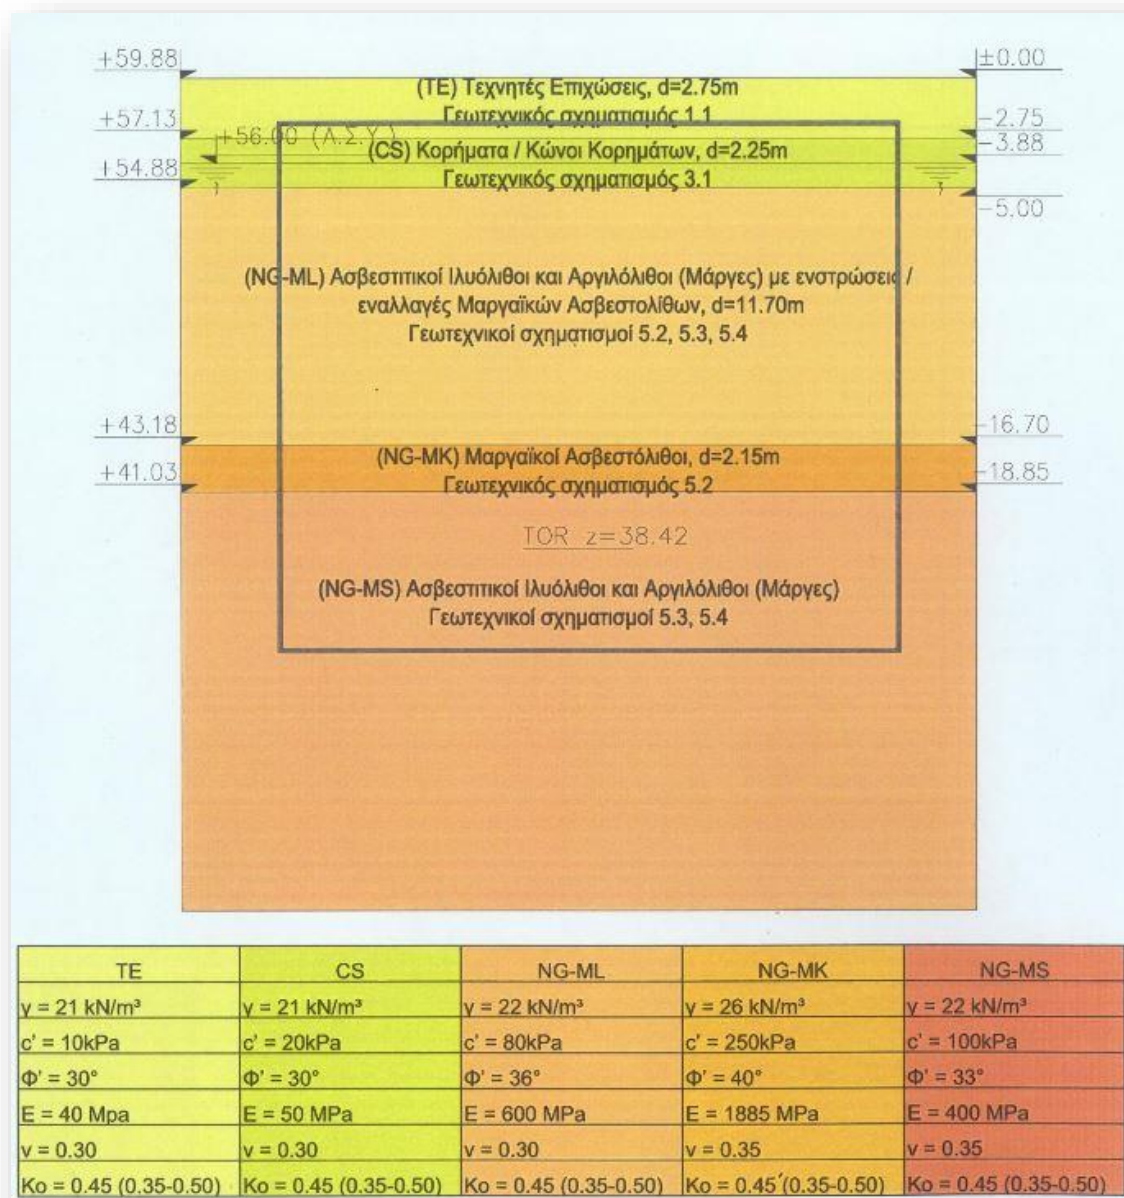 +59.88
±0.00
(ΤΕ) Τεχνητές Επιχώσεις, d=2.75m
Γεωτεχνικός σχηματισμός 1.1
+57.13
-2.75
+56.00 (Α.Σ.Υ.)
-3.88
(CS) Κορήματα / Κώνοι Κορημάτων, d=2.25m
+54.88
Γεωτεχνικός σχηματισμός 3.1
-5.00
(NG-ML) Ασβεστιτικοί Ιλυόλιθοι και Αργιλόλιθοι (Μάργες) με ενστρώσεις /
εναλλαγές Μαργαϊκών Ασβεστολίθων, d=11.70m
Γεωτεχνικοί σχηματισμοί 5.2, 5.3, 5.4
+43.18
-16.70
(NG-MK) Μαργαϊκοί Ασβεστόλιθοι, d=2.15m
+41.03
Γεωτεχνικός σχηματισμός 5.2
-18.85
TOR z=38.42
(NG-MS) Ασβεστιτικοί Ιλυόλιθοι και Αργιλόλιθοι (Μάργες)
Γεωτεχνικοί σχηματισμοί 5.3, 5.4
TE CS NG-ML NG-MK NG-MS
γ = 21 kN/m³ γ = 21 kN/m³ γ = 22 kN/m³ γ = 26 kN/m³ γ = 22 kN/m³
c' = 10kPa c' = 20kPa c' = 80kPa c' = 250kPa c' = 100kPa
Φ' = 30° Φ' = 30° Φ' = 36° Φ' = 40° Φ' = 33°
E = 40 Mpa E = 50 MPa E = 600 MPa E = 1885 MPa E = 400 MPa
ν = 0.30 ν = 0.30 ν = 0.30 ν = 0.35 ν = 0.35
Ko = 0.45 (0.35-0.50) Ko = 0.45 (0.35-0.50) Ko = 0.45 (0.35-0.50) Ko = 0.45 (0.35-0.50) Ko = 0.45 (0.35-0.50)